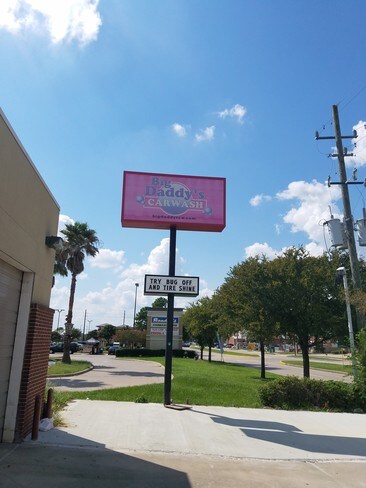 Big
Daddy's
CARWASH
TRY BUG OFF
AND TIRE SHINE